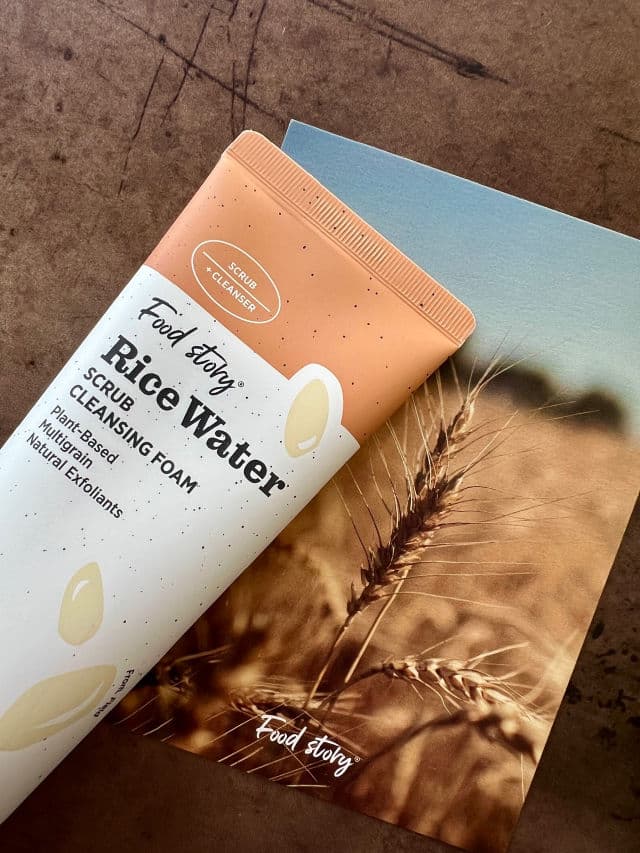 SCRUB
+ CLEANSER
Food story®
Rice Water
SCRUB
CLEANSING FOAM
Plant-Based
Multigrain
Natural Exfoliants
Food story®